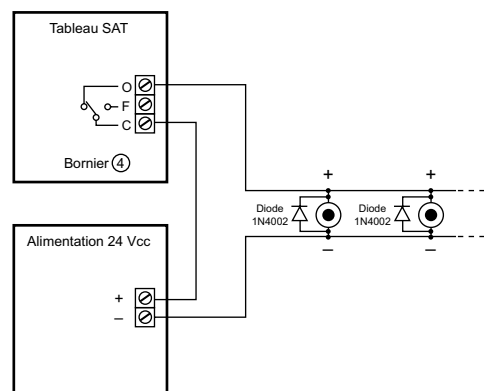 Tableau SAT
O
F
C
Bornier 4
Alimentation 24 Vcc
+
–
+
+
Diode
1N4002
Diode
1N4002
–
–